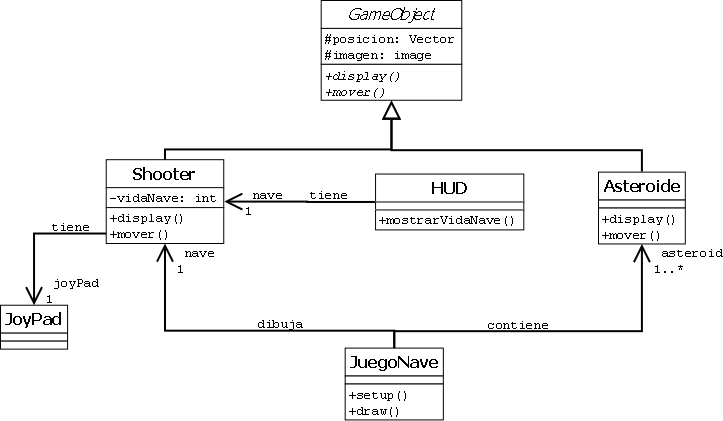 GameObject
#posicion: Vector
#imagen: image
+display()
+mover()
Shooter
-vidaNave: int
+display()
+mover()
nave
tiene
1
HUD
+mostrarVidaNave()
Asteroide
+display()
+mover()
tiene
joyPad
1
JoyPad
nave
1
asteroid
1..*
dibuja
contiene
JuegoNave
+setup()
+draw()